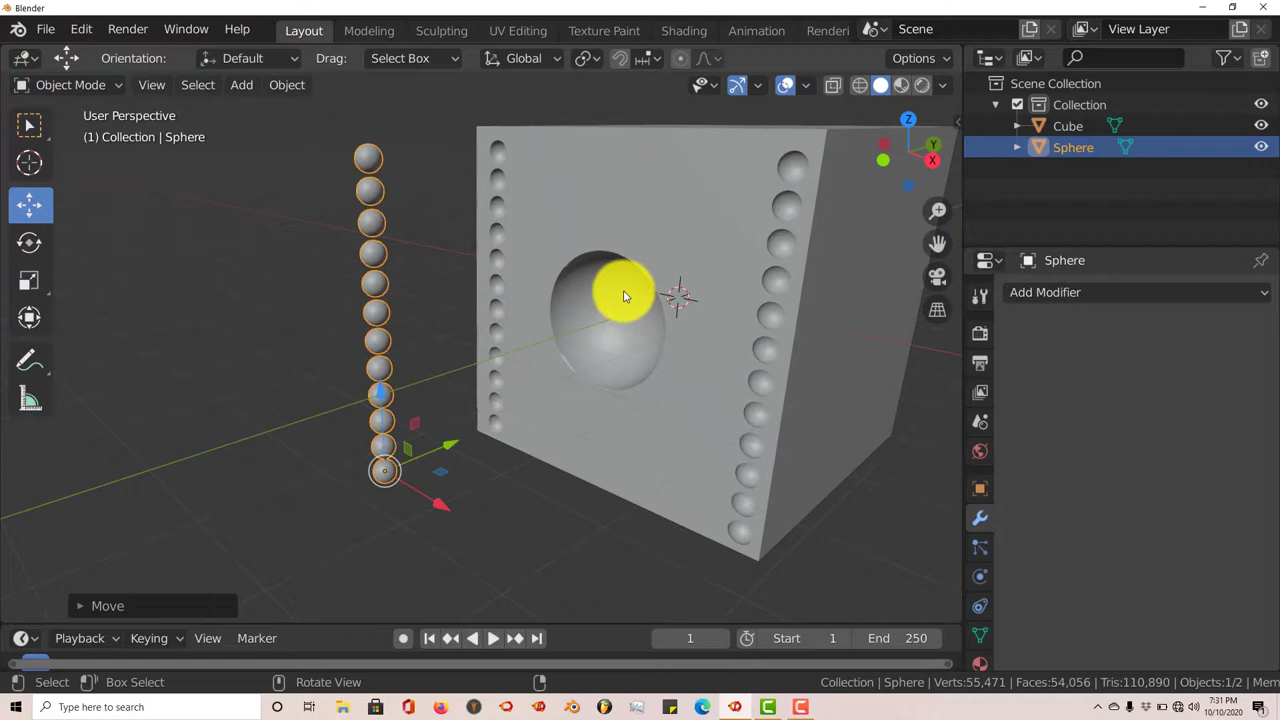 Blender
File Edit Render Window Help Layout Modeling Sculpting UV Editing Texture Paint Shading Animation Renderi Scene View Layer
Orientation: Default Drag: Select Box Global Options
Object Mode View Select Add Object
User Perspective
(1) Collection | Sphere
Z
Y
X
Scene Collection
Collection
Cube
Sphere
Sphere
Add Modifier
Move
Playback Keying View Marker 1 Start 1 End 250
Select Box Select Rotate View Collection | Sphere | Verts:55,471 | Faces:54,056 | Tris:110,890 | Objects:1/2 | Mem
Type here to search
7:31 PM
10/10/2020